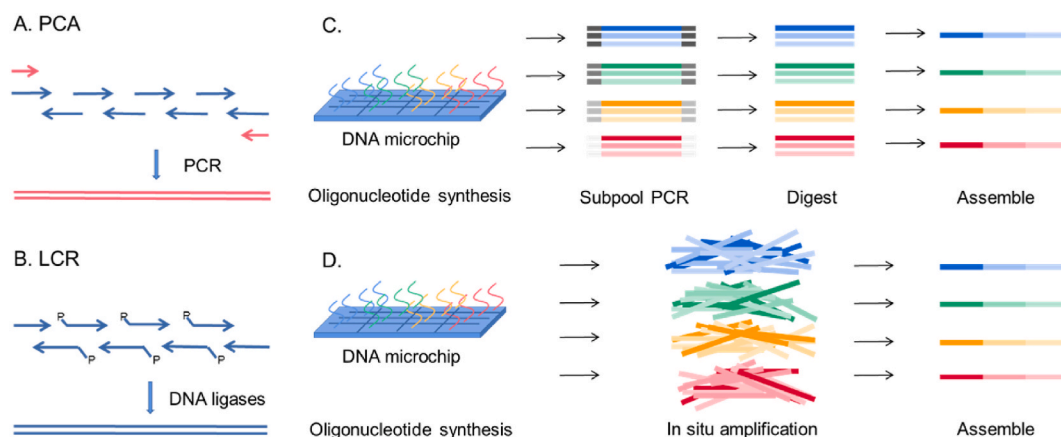 A. PCA
PCR
B. LCR
R
R
R
P
P
P
DNA ligases
C.
DNA microchip
Oligonucleotide synthesis
Subpool PCR
Digest
Assemble
D.
DNA microchip
Oligonucleotide synthesis
In situ amplification
Assemble